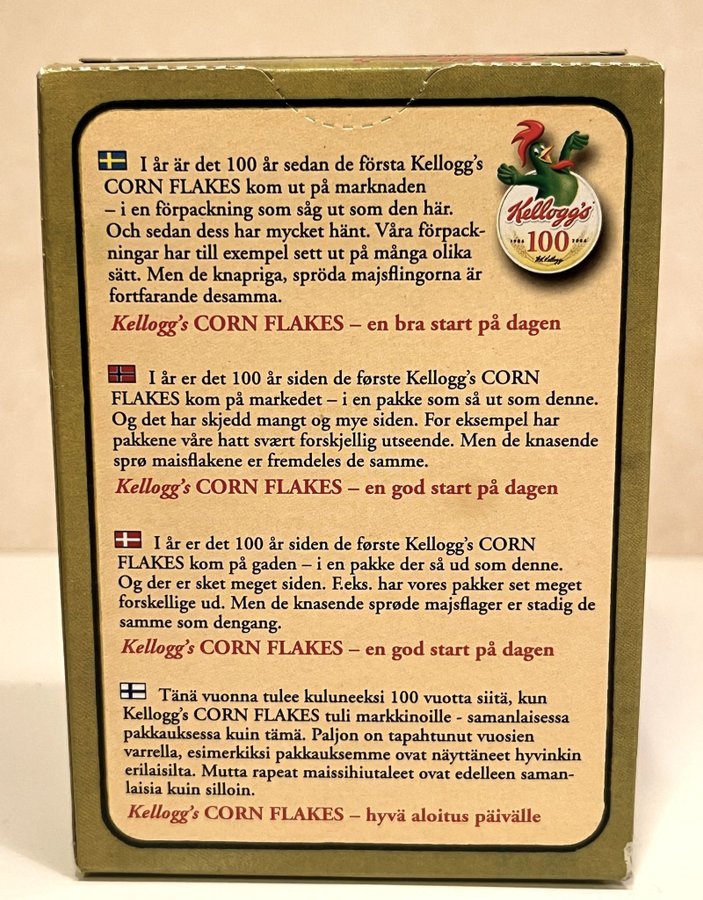 I år är det 100 år sedan de första Kellogg's
CORN FLAKES kom ut på marknaden
– i en förpackning som såg ut som den här.
Och sedan dess har mycket hänt. Våra förpack-
ningar har till exempel sett ut på många olika
sätt. Men de knapriga, spröda majsflingorna är
fortfarande desamma.
Kellogg's CORN FLAKES – en bra start på dagen
Kellogg's
1906 100 2006
I år er det 100 år siden de første Kellogg's CORN
FLAKES kom på markedet – i en pakke som så ut som denne.
Og det har skjedd mangt og mye siden. For eksempel har
pakkene våre hatt svært forskjellig utseende. Men de knasende
sprø maisflakene er fremdeles de samme.
Kellogg's CORN FLAKES – en god start på dagen
I år er det 100 år siden de første Kellogg's CORN
FLAKES kom på gaden – i en pakke der så ud som denne.
Og der er sket meget siden. F.eks. har vores pakker set meget
forskellige ud. Men de knasende sprøde majsflager er stadig de
samme som dengang.
Kellogg's CORN FLAKES – en god start på dagen
Tänä vuonna tulee kuluneeksi 100 vuotta siitä, kun
Kellogg's CORN FLAKES tuli markkinoille - samanlaisessa
pakkauksessa kuin tämä. Paljon on tapahtunut vuosien
varrella, esimerkiksi pakkauksemme ovat näyttäneet hyvinkin
erilaisilta. Mutta rapeat maissihiutaleet ovat edelleen saman-
laisia kuin silloin.
Kellogg's CORN FLAKES – hyvä aloitus päivälle